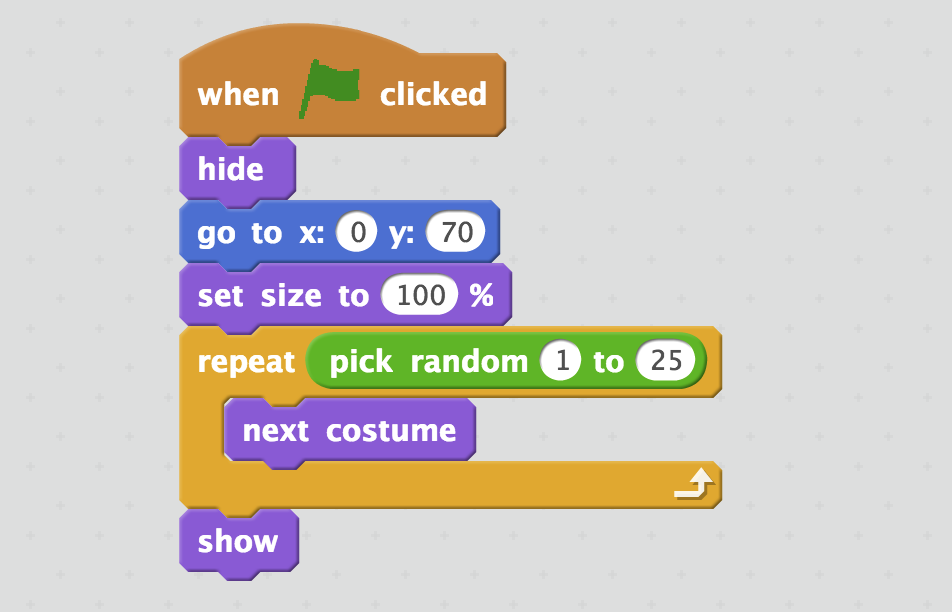 when clicked
hide
go to x: 0 y: 70
set size to 100 %
repeat pick random 1 to 25
next costume
show